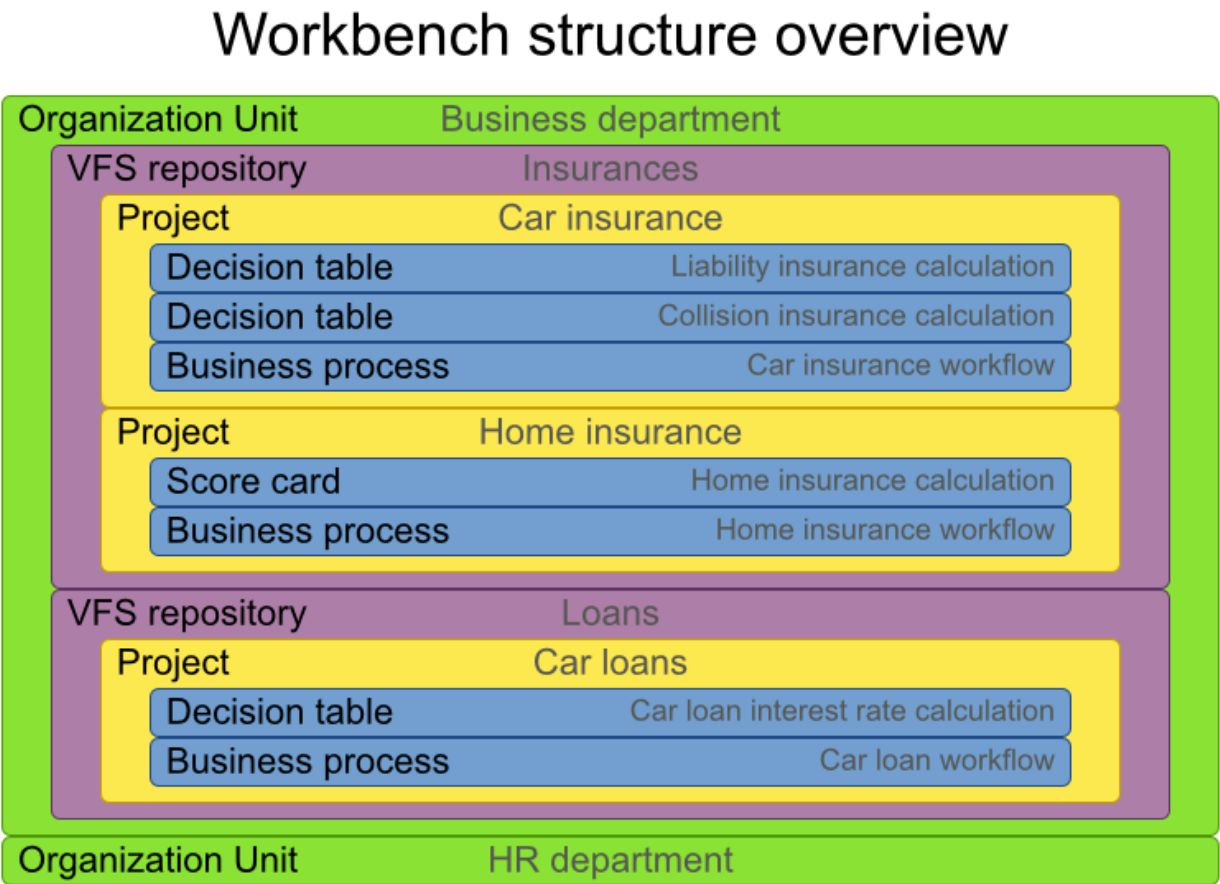 Workbench structure overview
Organization Unit Business department
VFS repository Insurances
Project Car insurance
Decision table Liability insurance calculation
Decision table Collision insurance calculation
Business process Car insurance workflow
Project Home insurance
Score card Home insurance calculation
Business process Home insurance workflow
VFS repository Loans
Project Car loans
Decision table Car loan interest rate calculation
Business process Car loan workflow
Organization Unit HR department